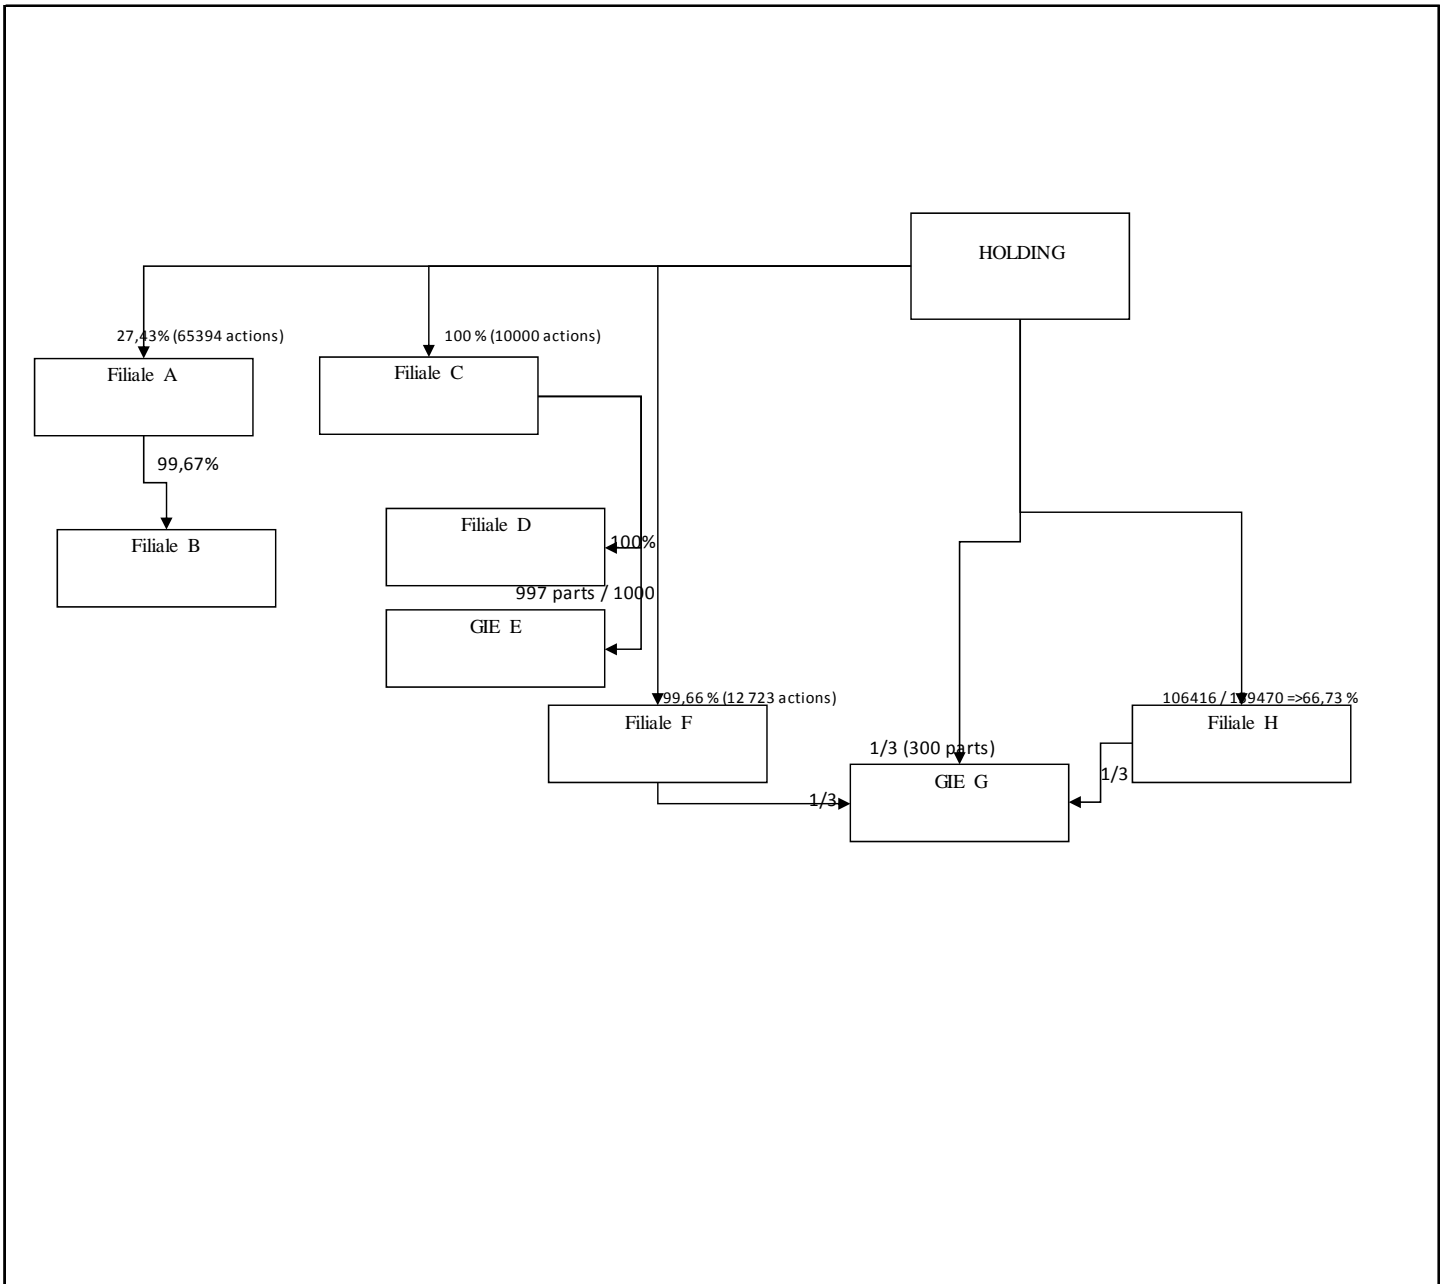 HOLDING
27,43% (65394 actions)
100 % (10000 actions)
Filiale A
Filiale C
99,67%
Filiale D
100%
Filiale B
997 parts / 1000
GIE E
99,66 % (12 723 actions)
106416 / 159470 =>66,73 %
Filiale F
Filiale H
1/3 (300 parts)
1/3
GIE G
1/3